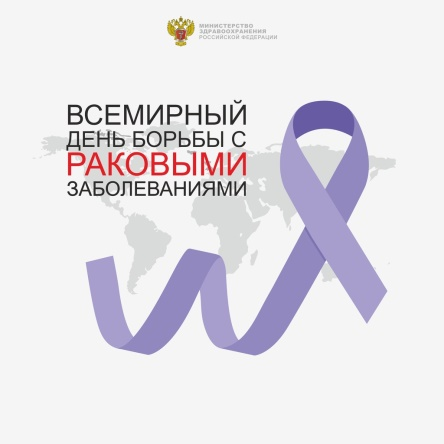 МИНИСТЕРСТВО
ЗДРАВООХРАНЕНИЯ
РОССИЙСКОЙ ФЕДЕРАЦИИ
ВСЕМИРНЫЙ
ДЕНЬ БОРЬБЫ С
РАКОВЫМИ
ЗАБОЛЕВАНИЯМИ